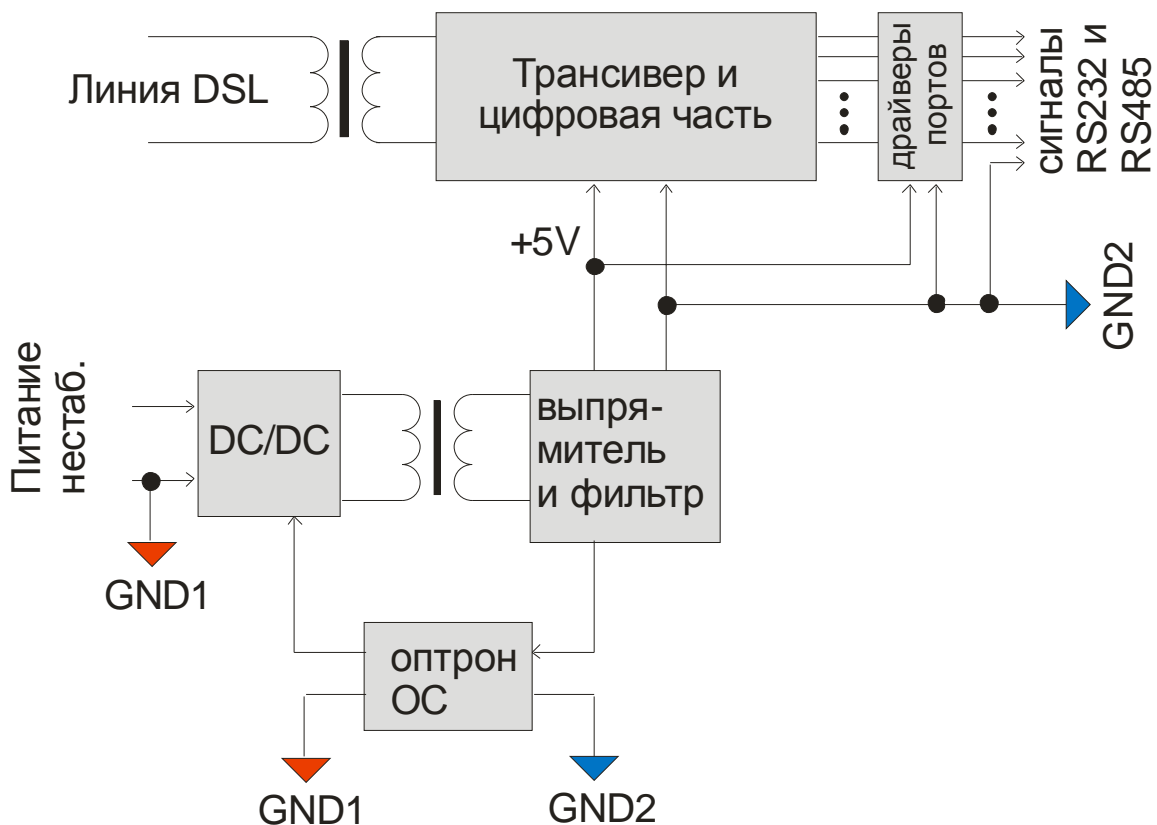 Линия DSL
Трансивер и
цифровая часть
драйверы
портов
сигналы
RS232 и
RS485
+5V
GND2
Питание
нестаб.
DC/DC
выпря-
митель
и фильтр
GND1
оптрон
ОС
GND1
GND2